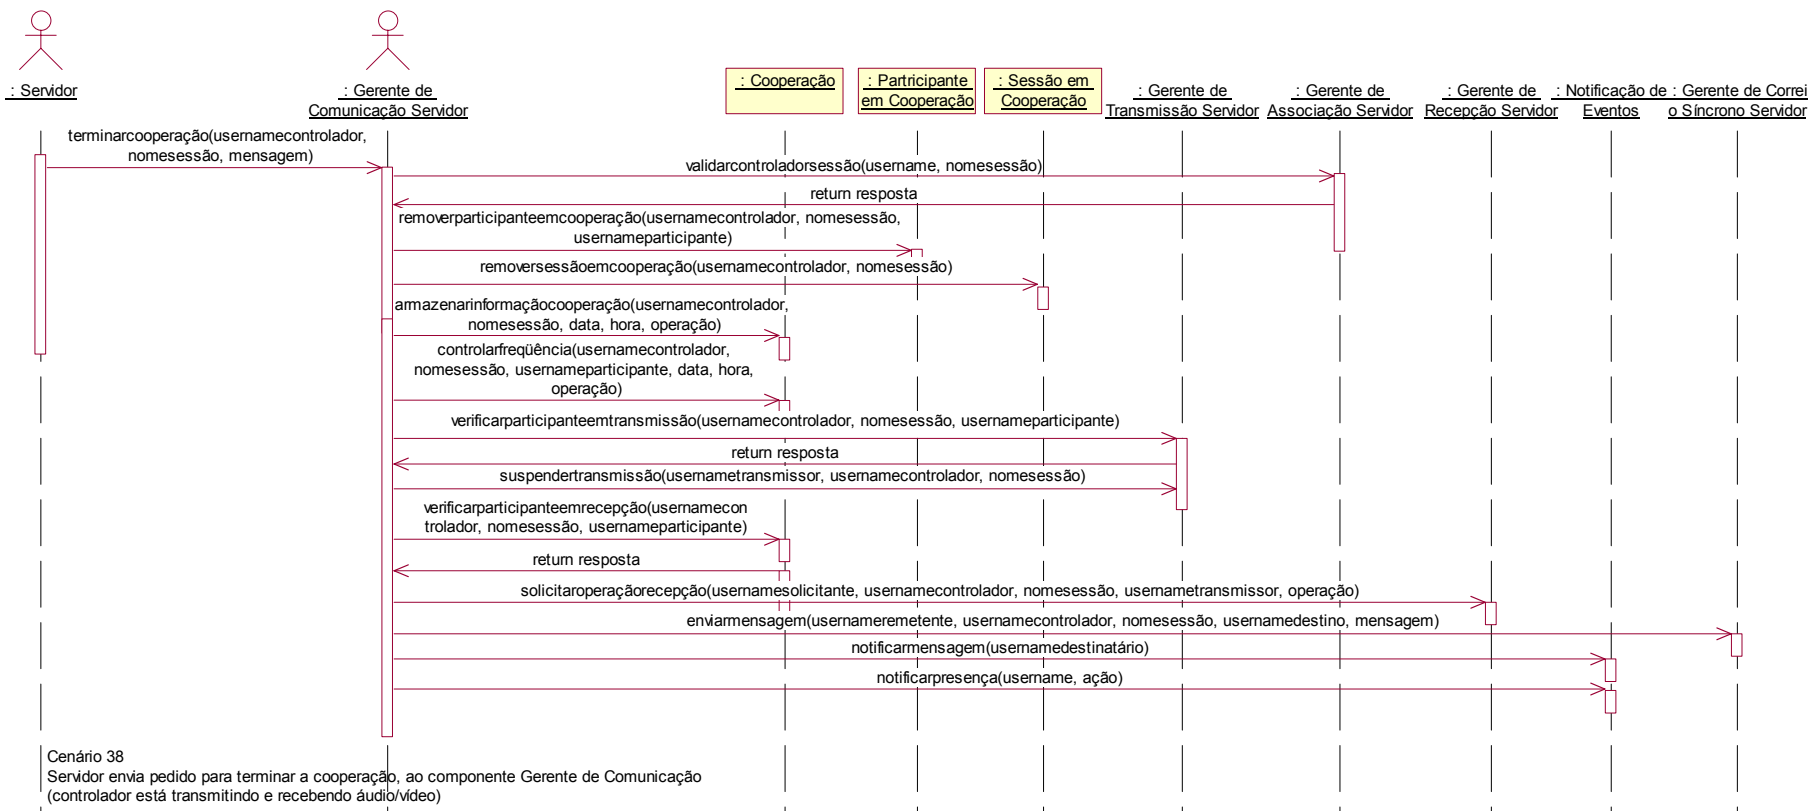 : Servidor
: Gerente de
Comunicação Servidor
: Cooperação
: Partricipante
em Cooperação
: Sessão em
Cooperação
: Gerente de
Transmissão Servidor
: Gerente de
Associação Servidor
: Gerente de
Recepção Servidor
: Notificação de
Eventos
: Gerente de Correi
o Síncrono Servidor
terminarcooperação(usernamecontrolador,
nomesessão, mensagem)
validarcontroladorsessão(username, nomesessão)
return resposta
removerparticipanteemcooperação(usernamecontrolador, nomesessão,
usernameparticipante)
removersessãoemcooperação(usernamecontrolador, nomesessão)
armazenarinformaçãocooperação(usernamecontrolador,
nomesessão, data, hora, operação)
controlarfreqüência(usernamecontrolador,
nomesessão, usernameparticipante, data, hora,
operação)
verificarparticipanteemtransmissão(usernamecontrolador, nomesessão, usernameparticipante)
return resposta
suspendertransmissão(usernametransmissor, usernamecontrolador, nomesessão)
verificarparticipanteemrecepção(usernamecon
trolador, nomesessão, usernameparticipante)
return resposta
solicitaroperaçãorecepção(usernamesolicitante, usernamecontrolador, nomesessão, usernametransmissor, operação)
enviarmensagem(usernameremetente, usernamecontrolador, nomesessão, usernamedestino, mensagem)
notificarmensagem(usernamedestinatário)
notificarpresença(username, ação)
Cenário 38
Servidor envia pedido para terminar a cooperação, ao componente Gerente de Comunicação
(controlador está transmitindo e recebendo áudio/vídeo)